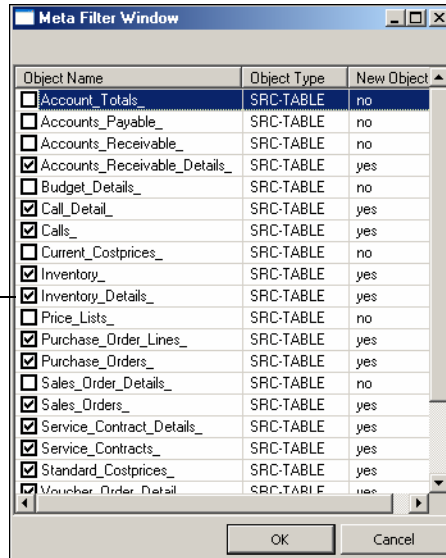 Meta Filter Window
Object Name Object Type New Object
Account_Totals_ SRC-TABLE no
Accounts_Payable_ SRC-TABLE no
Accounts_Receivable_ SRC-TABLE no
Accounts_Receivable_Details_ SRC-TABLE yes
Budget_Details_ SRC-TABLE no
Call_Detail_ SRC-TABLE yes
Calls_ SRC-TABLE yes
Current_Costprices_ SRC-TABLE no
Inventory_ SRC-TABLE yes
Inventory_Details_ SRC-TABLE yes
Price_Lists_ SRC-TABLE no
Purchase_Order_Lines_ SRC-TABLE yes
Purchase_Orders_ SRC-TABLE yes
Sales_Order_Details_ SRC-TABLE no
Sales_Orders_ SRC-TABLE yes
Service_Contract_Details_ SRC-TABLE yes
Service_Contracts_ SRC-TABLE yes
Standard_Costprices_ SRC-TABLE yes
Voucher_Order_Detail SRC-TABLE yes
OK Cancel